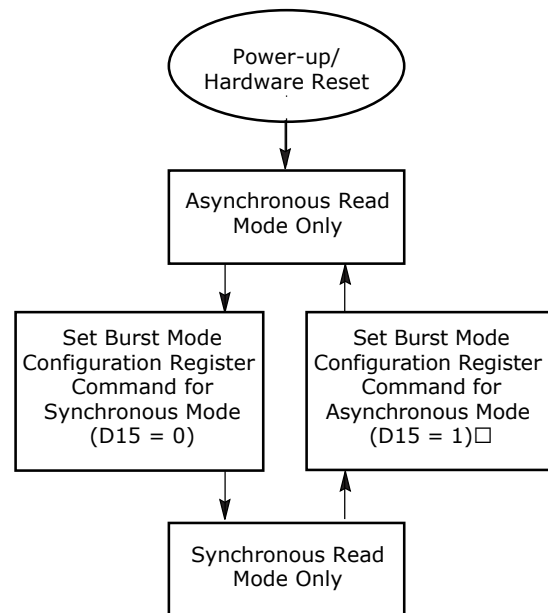 Power-up/
Hardware Reset
Asynchronous Read
Mode Only
Set Burst Mode
Configuration Register
Command for
Synchronous Mode
(D15 = 0)
Set Burst Mode
Configuration Register
Command for
Asynchronous Mode
(D15 = 1)□
Synchronous Read
Mode Only